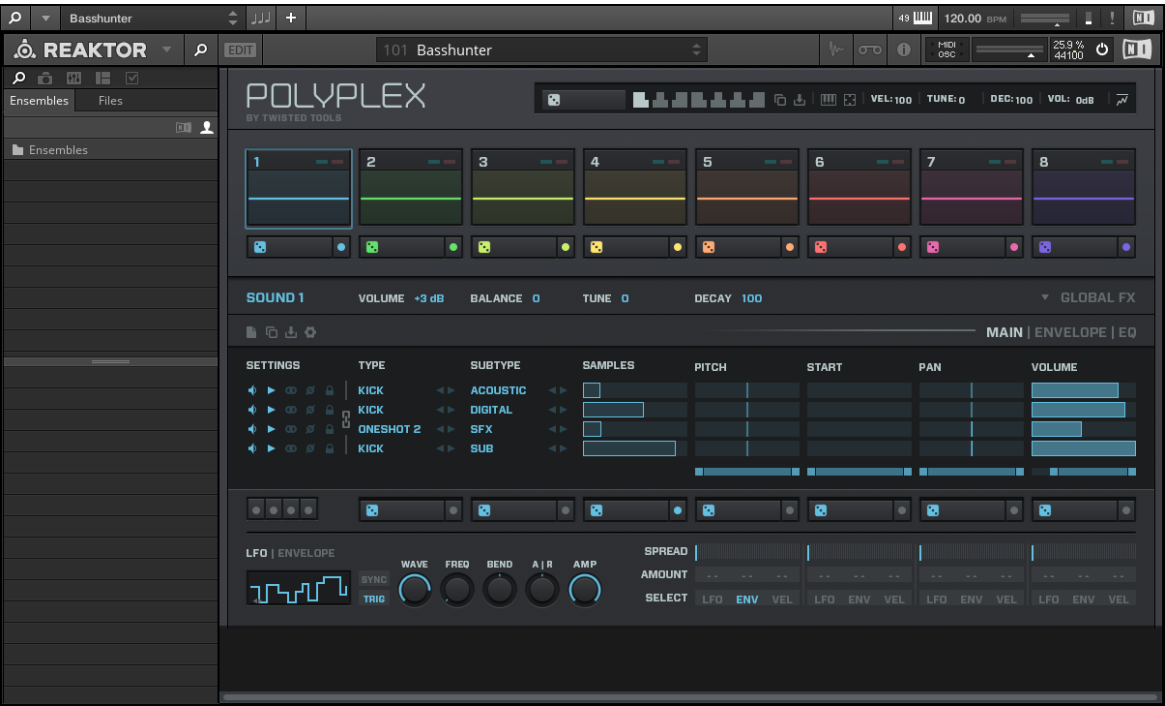 Basshunter 49 120.00 BPM ! NI
REAKTOR EDIT 101 Basshunter MIDI OSC 25.9 % 44100 NI
Ensembles Files
NI
Ensembles
POLYPLEX
BY TWISTED TOOLS
VEL:100 TUNE:0 DEC:100 VOL: 0dB
1 2 3 4 5 6 7 8
SOUND 1 VOLUME +3 dB BALANCE 0 TUNE 0 DECAY 100 GLOBAL FX
MAIN | ENVELOPE | EQ
SETTINGS TYPE SUBTYPE SAMPLES PITCH START PAN VOLUME
KICK ACOUSTIC
KICK DIGITAL
ONESHOT 2 SFX
KICK SUB
LFO | ENVELOPE
WAVE FREQ BEND A | R AMP
SYNC
TRIG
SPREAD
AMOUNT -- -- -- -- -- -- -- -- -- -- -- --
SELECT LFO ENV VEL LFO ENV VEL LFO ENV VEL LFO ENV VEL